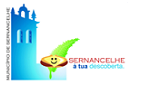 MUNICÍPIO DE SERNANCELHE
SERNANCELHE
à tua descoberta